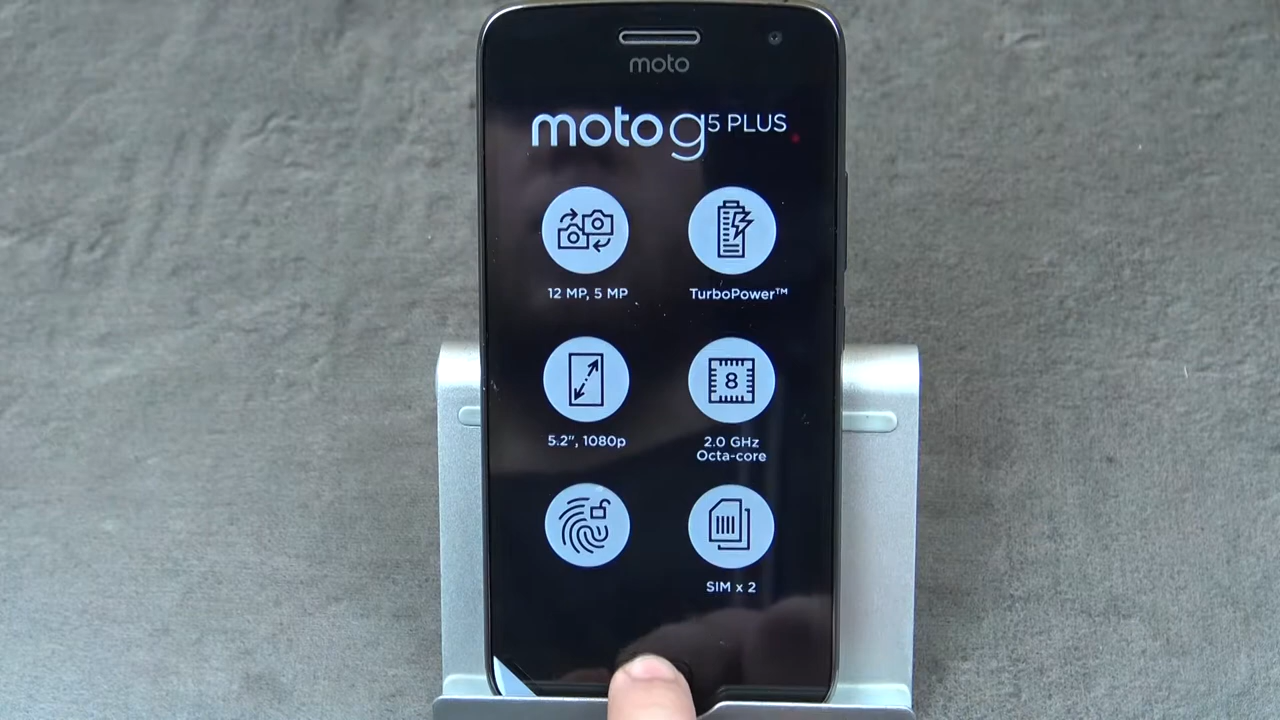 moto
moto g5 PLUS
12 MP, 5 MP
TurboPower™
5.2", 1080p
8
2.0 GHz
Octa-core
SIM x 2